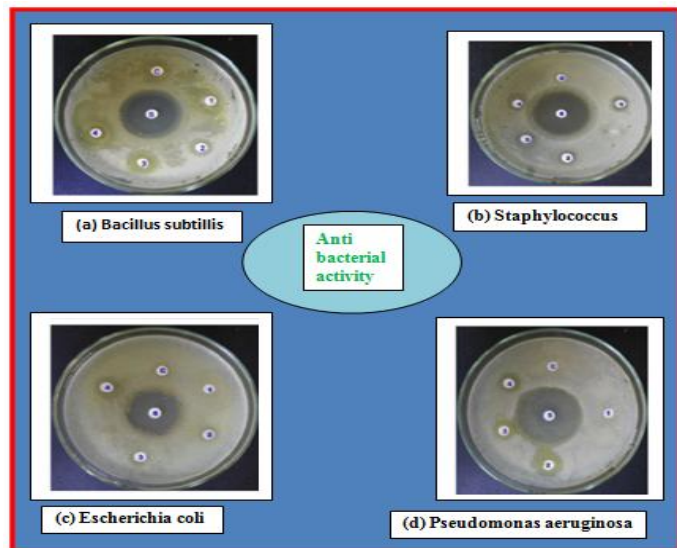 (a) Bacillus subtillis
(b) Staphylococcus
Anti
bacterial
activity
(c) Escherichia coli
(d) Pseudomonas aeruginosa